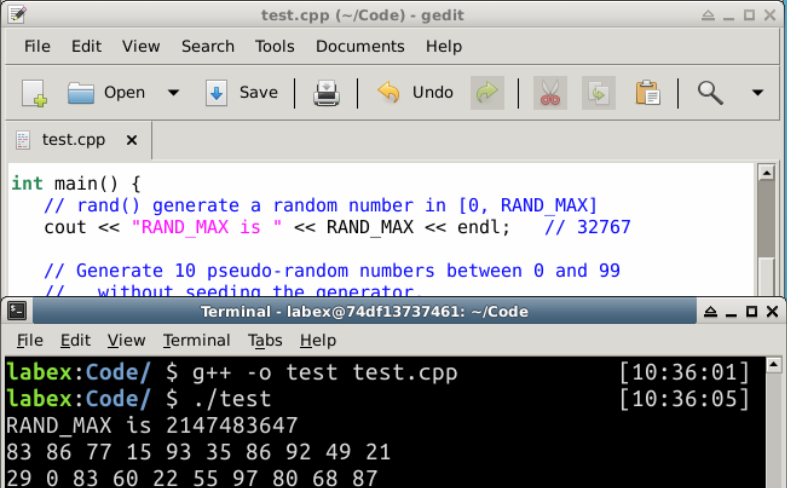 test.cpp (~/Code) - gedit
File Edit View Search Tools Documents Help
Open Save Undo
test.cpp x
int main() {
// rand() generate a random number in [0, RAND_MAX]
cout << "RAND_MAX is " << RAND_MAX << endl; // 32767
// Generate 10 pseudo-random numbers between 0 and 99
// without seeding the generator.
Terminal - labex@74df13737461: ~/Code
File Edit View Terminal Tabs Help
labex:Code/ $ g++ -o test test.cpp [10:36:01]
labex:Code/ $ ./test [10:36:05]
RAND_MAX is 2147483647
83 86 77 15 93 35 86 92 49 21
29 0 83 60 22 55 97 80 68 87